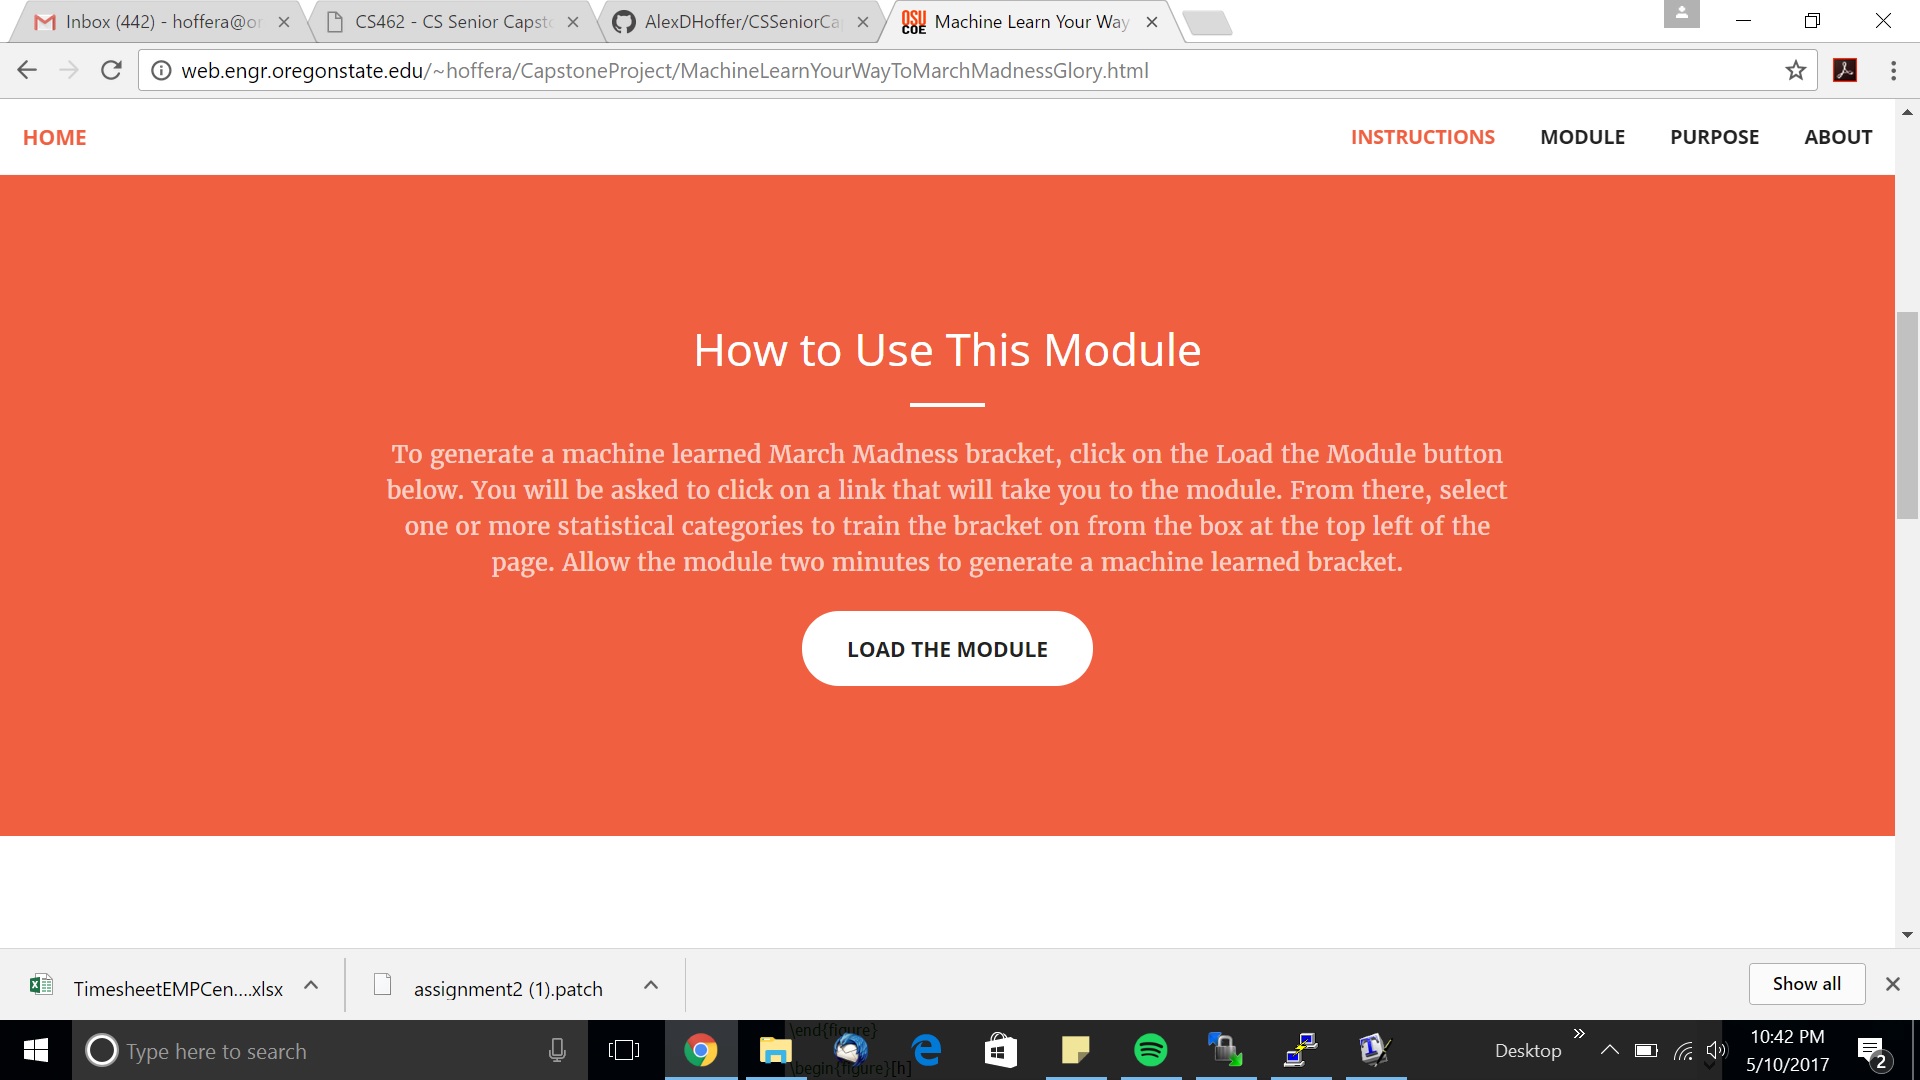 Inbox (442) - hoffera@or
CS462 - CS Senior Capsto
AlexDHoffer/CSSeniorCap
OSU COE
Machine Learn Your Way
web.engr.oregonstate.edu/~hoffera/CapstoneProject/MachineLearnYourWayToMarchMadnessGlory.html
HOME
INSTRUCTIONS
MODULE
PURPOSE
ABOUT
How to Use This Module
To generate a machine learned March Madness bracket, click on the Load the Module button
below. You will be asked to click on a link that will take you to the module. From there, select
one or more statistical categories to train the bracket on from the box at the top left of the
page. Allow the module two minutes to generate a machine learned bracket.
LOAD THE MODULE
TimesheetEMPCen....xlsx
assignment2 (1).patch
Show all
\end{figure}
Type here to search
Desktop
10:42 PM
\begin{figure}[h]
5/10/2017
2